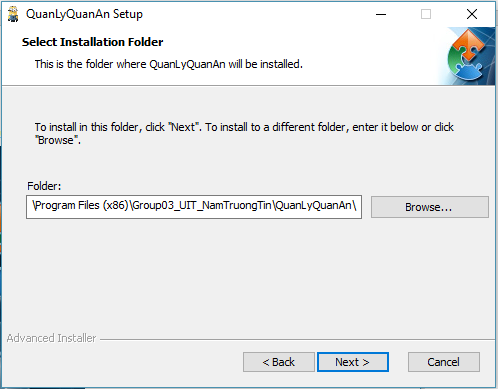 QuanLyQuanAn Setup
Select Installation Folder
This is the folder where QuanLyQuanAn will be installed.
To install in this folder, click "Next". To install to a different folder, enter it below or click
"Browse".
Folder:
\Program Files (x86)\Group03_UIT_NamTruongTin\QuanLyQuanAn\
Browse...
Advanced Installer
< Back
Next >
Cancel